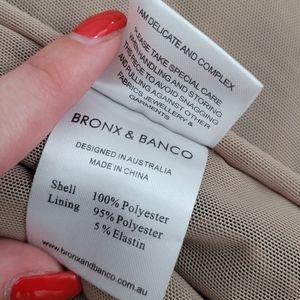 I AM DELICATE AND COMPLEX
PLEASE TAKE SPECIAL CARE
WHEN HANDLING AND STORING
THIS PIECE TO AVOID SNAGGING
AND PULLING AGAINST OTHER
FABRICS, JEWELLERY &
GARMENTS
BRONX & BANCO
DESIGNED IN AUSTRALIA
MADE IN CHINA
Shell 100% Polyester
Lining 95% Polyester
5% Elastin
www.bronxandbanco.com.au